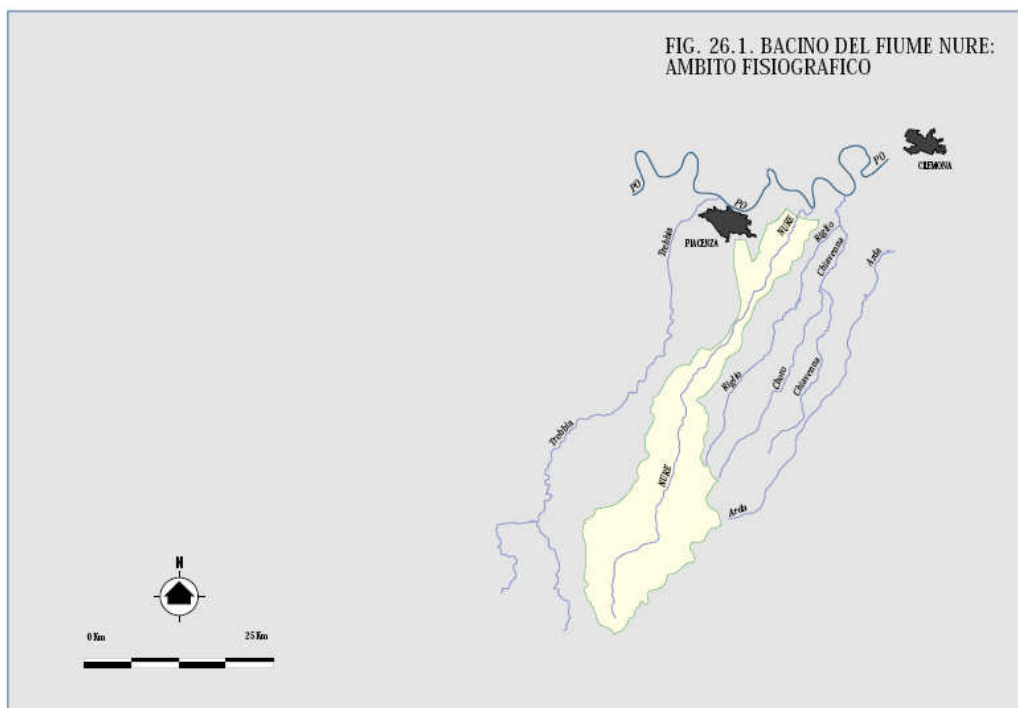 FIG. 26.1. BACINO DEL FIUME NURE:
AMBITO FISIOGRAFICO
CREMONA
PO
PO
PO
PIACENZA
NURE
Riglio
Chiavenna
Arda
Trebbia
Riglio
Chero
Chiavenna
Trebbia
NURE
Arda
N
0 Km
25 Km